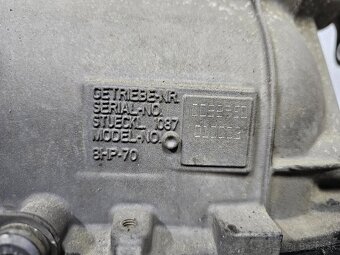 GETRIEBE-NR.
SERIAL-NO.
STUECKL. 1087
MODEL-NO.
8HP-70